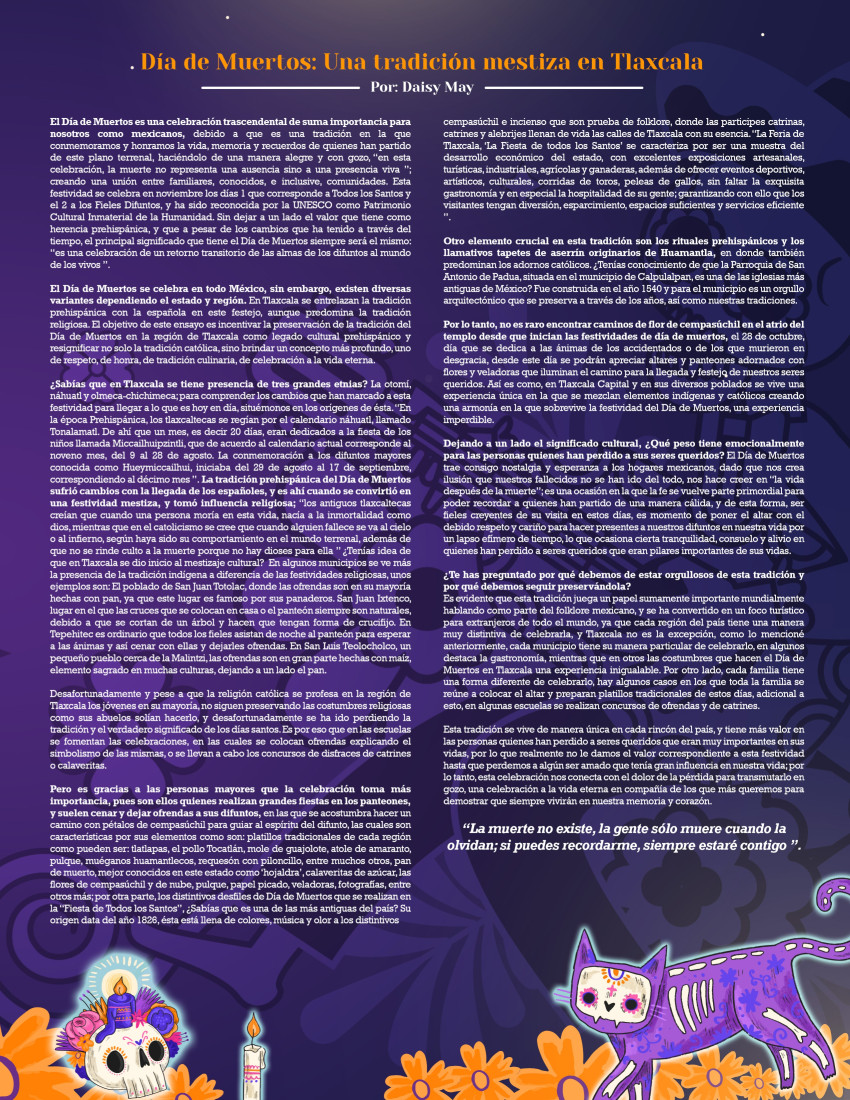 Día de Muertos: Una tradición mestiza en Tlaxcala
Por: Daisy May
El Día de Muertos es una celebración trascendental de suma importancia para
nosotros como mexicanos, debido a que es una tradición en la que
conmemoramos y honramos la vida, memoria y recuerdos de quienes han partido
de este plano terrenal, haciéndolo de una manera alegre y con gozo, “en esta
celebración, la muerte no representa una ausencia sino a una presencia viva ”;
creando una unión entre familiares, conocidos, e inclusive, comunidades. Esta
festividad se celebra en noviembre los días 1 que corresponde a Todos los Santos y
el 2 a los Fieles Difuntos, y ha sido reconocida por la UNESCO como Patrimonio
Cultural Inmaterial de la Humanidad. Sin dejar a un lado el valor que tiene como
herencia prehispánica, y que a pesar de los cambios que ha tenido a través del
tiempo, el principal significado que tiene el Día de Muertos siempre será el mismo:
“es una celebración de un retorno transitorio de las almas de los difuntos al mundo
de los vivos ”.
El Día de Muertos se celebra en todo México, sin embargo, existen diversas
variantes dependiendo el estado y región. En Tlaxcala se entrelazan la tradición
prehispánica con la española en este festejo, aunque predomina la tradición
religiosa. El objetivo de este ensayo es incentivar la preservación de la tradición del
Día de Muertos en la región de Tlaxcala como legado cultural prehispánico y
resignificar no solo la tradición católica, sino brindar un concepto más profundo, uno
de respeto, de honra, de tradición culinaria, de celebración a la vida eterna.
¿Sabías que en Tlaxcala se tiene presencia de tres grandes etnias? La otomí,
náhuatl y olmeca-chichimeca; para comprender los cambios que han marcado a esta
festividad para llegar a lo que es hoy en día, situémonos en los orígenes de ésta. “En
la época Prehispánica, los tlaxcaltecas se regían por el calendario náhuatl, llamado
Tonalamatl. De ahí que un mes, es decir 20 días, eran dedicados a la fiesta de los
niños llamada Miccailhuipzintli, que de acuerdo al calendario actual corresponde al
noveno mes, del 9 al 28 de agosto. La conmemoración a los difuntos mayores
conocida como Hueymiccailhui, iniciaba del 29 de agosto al 17 de septiembre,
correspondiendo al décimo mes ”. La tradición prehispánica del Día de Muertos
sufrió cambios con la llegada de los españoles, y es ahí cuando se convirtió en
una festividad mestiza, y tomó influencia religiosa; “los antiguos tlaxcaltecas
creían que cuando una persona moría en esta vida, nacía a la inmortalidad como
dios, mientras que en el catolicismo se cree que cuando alguien fallece se va al cielo
o al infierno, según haya sido su comportamiento en el mundo terrenal, además de
que no se rinde culto a la muerte porque no hay dioses para ella ” ¿Tenías idea de
que en Tlaxcala se dio inicio al mestizaje cultural? En algunos municipios se ve más
la presencia de la tradición indígena a diferencia de las festividades religiosas, unos
ejemplos son: El poblado de San Juan Totolac, donde las ofrendas son en su mayoría
hechas con pan, ya que este lugar es famoso por sus panaderos. San Juan Ixtenco,
lugar en el que las cruces que se colocan en casa o el panteón siempre son naturales,
debido a que se cortan de un árbol y hacen que tengan forma de crucifijo. En
Tepehitec es ordinario que todos los fieles asistan de noche al panteón para esperar
a las ánimas y así cenar con ellas y dejarles ofrendas. En San Luis Teolocholco, un
pequeño pueblo cerca de la Malintzi, las ofrendas son en gran parte hechas con maíz,
elemento sagrado en muchas culturas, dejando a un lado el pan.
Desafortunadamente y pese a que la religión católica se profesa en la región de
Tlaxcala los jóvenes en su mayoría, no siguen preservando las costumbres religiosas
como sus abuelos solían hacerlo, y desafortunadamente se ha ido perdiendo la
tradición y el verdadero significado de los días santos. Es por eso que en las escuelas
se fomentan las celebraciones, en las cuales se colocan ofrendas explicando el
simbolismo de las mismas, o se llevan a cabo los concursos de disfraces de catrines
o calaveritas.
Pero es gracias a las personas mayores que la celebración toma más
importancia, pues son ellos quienes realizan grandes fiestas en los panteones,
y suelen cenar y dejar ofrendas a sus difuntos, en las que se acostumbra hacer un
camino con pétalos de cempasúchil para guiar al espíritu del difunto, las cuales son
características por sus elementos como son: platillos tradicionales de cada región
como pueden ser: tlatlapas, el pollo Tocatlán, mole de guajolote, atole de amaranto,
pulque, muéganos huamantlecos, requesón con piloncillo, entre muchos otros, pan
de muerto, mejor conocidos en este estado como ‘hojaldra’, calaveritas de azúcar, las
flores de cempasúchil y de nube, pulque, papel picado, veladoras, fotografías, entre
otros más; por otra parte, los distintivos desfiles de Día de Muertos que se realizan en
la “Fiesta de Todos los Santos”, ¿Sabías que es una de las más antiguas del país? Su
origen data del año 1826, ésta está llena de colores, música y olor a los distintivos
cempasúchil e incienso que son prueba de folklore, donde las partícipes catrinas,
catrines y alebrijes llenan de vida las calles de Tlaxcala con su esencia. “La Feria de
Tlaxcala, ‘La Fiesta de todos los Santos’ se caracteriza por ser una muestra del
desarrollo económico del estado, con excelentes exposiciones artesanales,
turísticas, industriales, agrícolas y ganaderas, además de ofrecer eventos deportivos,
artísticos, culturales, corridas de toros, peleas de gallos, sin faltar la exquisita
gastronomía y en especial la hospitalidad de su gente; garantizando con ello que los
visitantes tengan diversión, esparcimiento, espacios suficientes y servicios eficiente
”.
Otro elemento crucial en esta tradición son los rituales prehispánicos y los
llamativos tapetes de aserrín originarios de Huamantla, en donde también
predominan los adornos católicos. ¿Tenías conocimiento de que la Parroquia de San
Antonio de Padua, situada en el municipio de Calpulalpan, es una de las iglesias más
antiguas de México? Fue construida en el año 1540 y para el municipio es un orgullo
arquitectónico que se preserva a través de los años, así como nuestras tradiciones.
Por lo tanto, no es raro encontrar caminos de flor de cempasúchil en el atrio del
templo desde que inician las festividades de día de muertos, el 28 de octubre,
día que se dedica a las ánimas de los accidentados o de los que murieron en
desgracia, desde este día se podrán apreciar altares y panteones adornados con
flores y veladoras que iluminan el camino para la llegada y festejo de nuestros seres
queridos. Así es como, en Tlaxcala Capital y en sus diversos poblados se vive una
experiencia única en la que se mezclan elementos indígenas y católicos creando
una armonía en la que sobrevive la festividad del Día de Muertos, una experiencia
imperdible.
Dejando a un lado el significado cultural, ¿Qué peso tiene emocionalmente
para las personas quienes han perdido a sus seres queridos? El Día de Muertos
trae consigo nostalgia y esperanza a los hogares mexicanos, dado que nos crea
ilusión que nuestros fallecidos no se han ido del todo, nos hace creer en “la vida
después de la muerte”; es una ocasión en la que la fe se vuelve parte primordial para
poder recordar a quienes han partido de una manera cálida, y de esta forma, ser
fieles creyentes de su visita en estos días, es momento de poner el altar con el
debido respeto y cariño para hacer presentes a nuestros difuntos en nuestra vida por
un lapso efímero de tiempo, lo que ocasiona cierta tranquilidad, consuelo y alivio en
quienes han perdido a seres queridos que eran pilares importantes de sus vidas.
¿Te has preguntado por qué debemos de estar orgullosos de esta tradición y
por qué debemos seguir preservándola?
Es evidente que esta tradición juega un papel sumamente importante mundialmente
hablando como parte del folklore mexicano, y se ha convertido en un foco turístico
para extranjeros de todo el mundo, ya que cada región del país tiene una manera
muy distintiva de celebrarla, y Tlaxcala no es la excepción, como lo mencioné
anteriormente, cada municipio tiene su manera particular de celebrarlo, en algunos
destaca la gastronomía, mientras que en otros las costumbres que hacen el Día de
Muertos en Tlaxcala una experiencia inigualable. Por otro lado, cada familia tiene
una forma diferente de celebrarlo, hay algunos casos en los que toda la familia se
reúne a colocar el altar y preparan platillos tradicionales de estos días, adicional a
esto, en algunas escuelas se realizan concursos de ofrendas y de catrines.
Esta tradición se vive de manera única en cada rincón del país, y tiene más valor en
las personas quienes han perdido a seres queridos que eran muy importantes en sus
vidas, por lo que realmente no le damos el valor correspondiente a esta festividad
hasta que perdemos a algún ser amado que tenía gran influencia en nuestra vida; por
lo tanto, esta celebración nos conecta con el dolor de la pérdida para transmutarlo en
gozo, una celebración a la vida eterna en compañía de los que más queremos para
demostrar que siempre vivirán en nuestra memoria y corazón.
“La muerte no existe, la gente sólo muere cuando la
olvidan; si puedes recordarme, siempre estaré contigo ”.